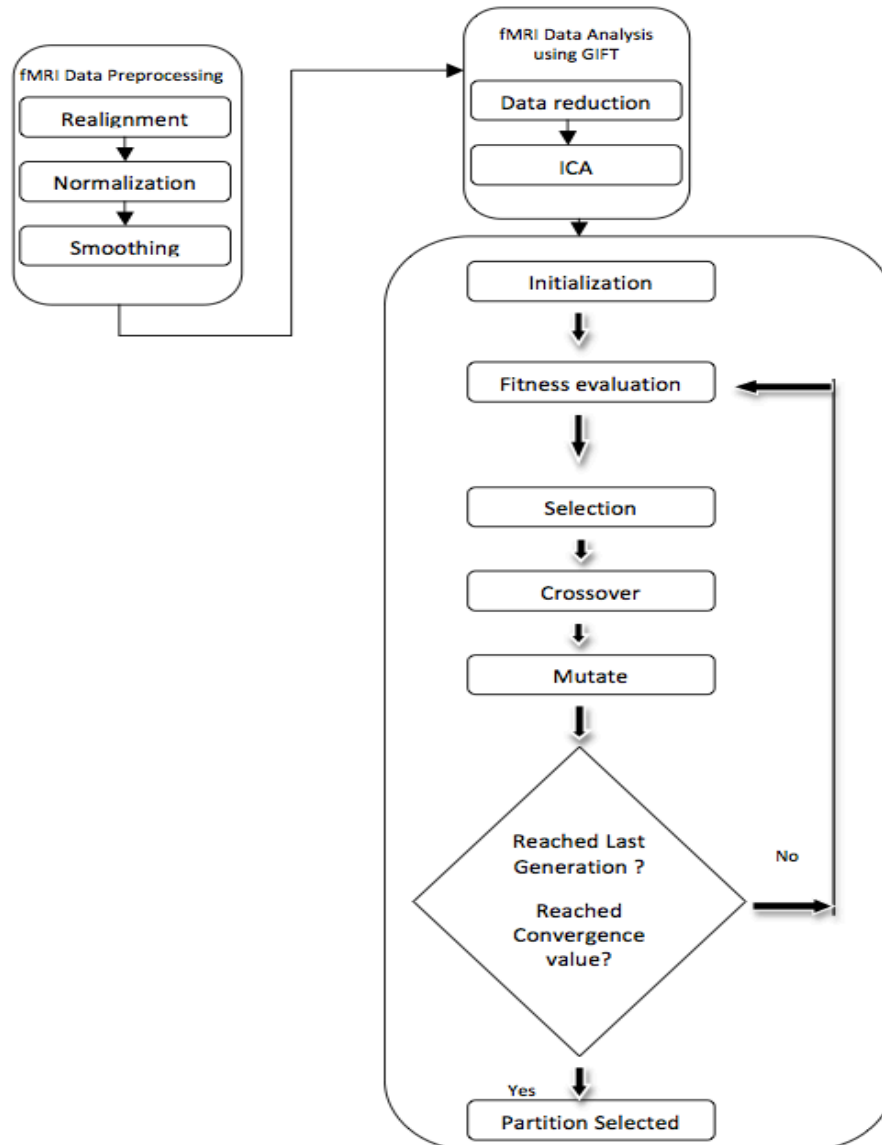 fMRI Data Preprocessing
Realignment
Normalization
Smoothing
fMRI Data Analysis
using GIFT
Data reduction
ICA
Initialization
Fitness evaluation
Selection
Crossover
Mutate
Reached Last
Generation ?
Reached
Convergence
value?
No
Yes
Partition Selected